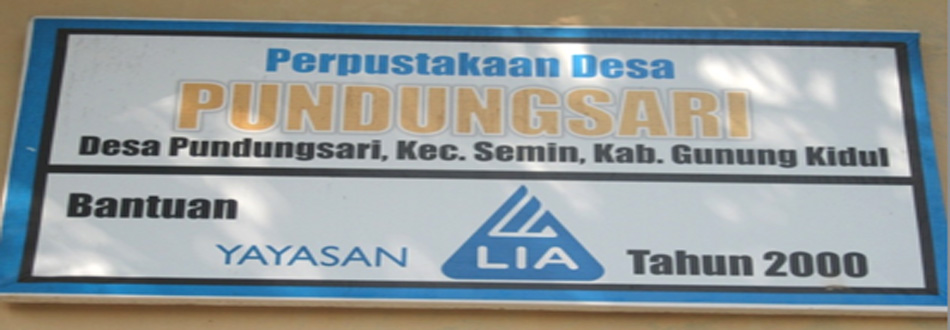 Perpustakaan Desa
PUNDUNGSARI
Desa Pundungsari, Kec. Semin, Kab. Gunung Kidul
Bantuan
YAYASAN LIA Tahun 2000